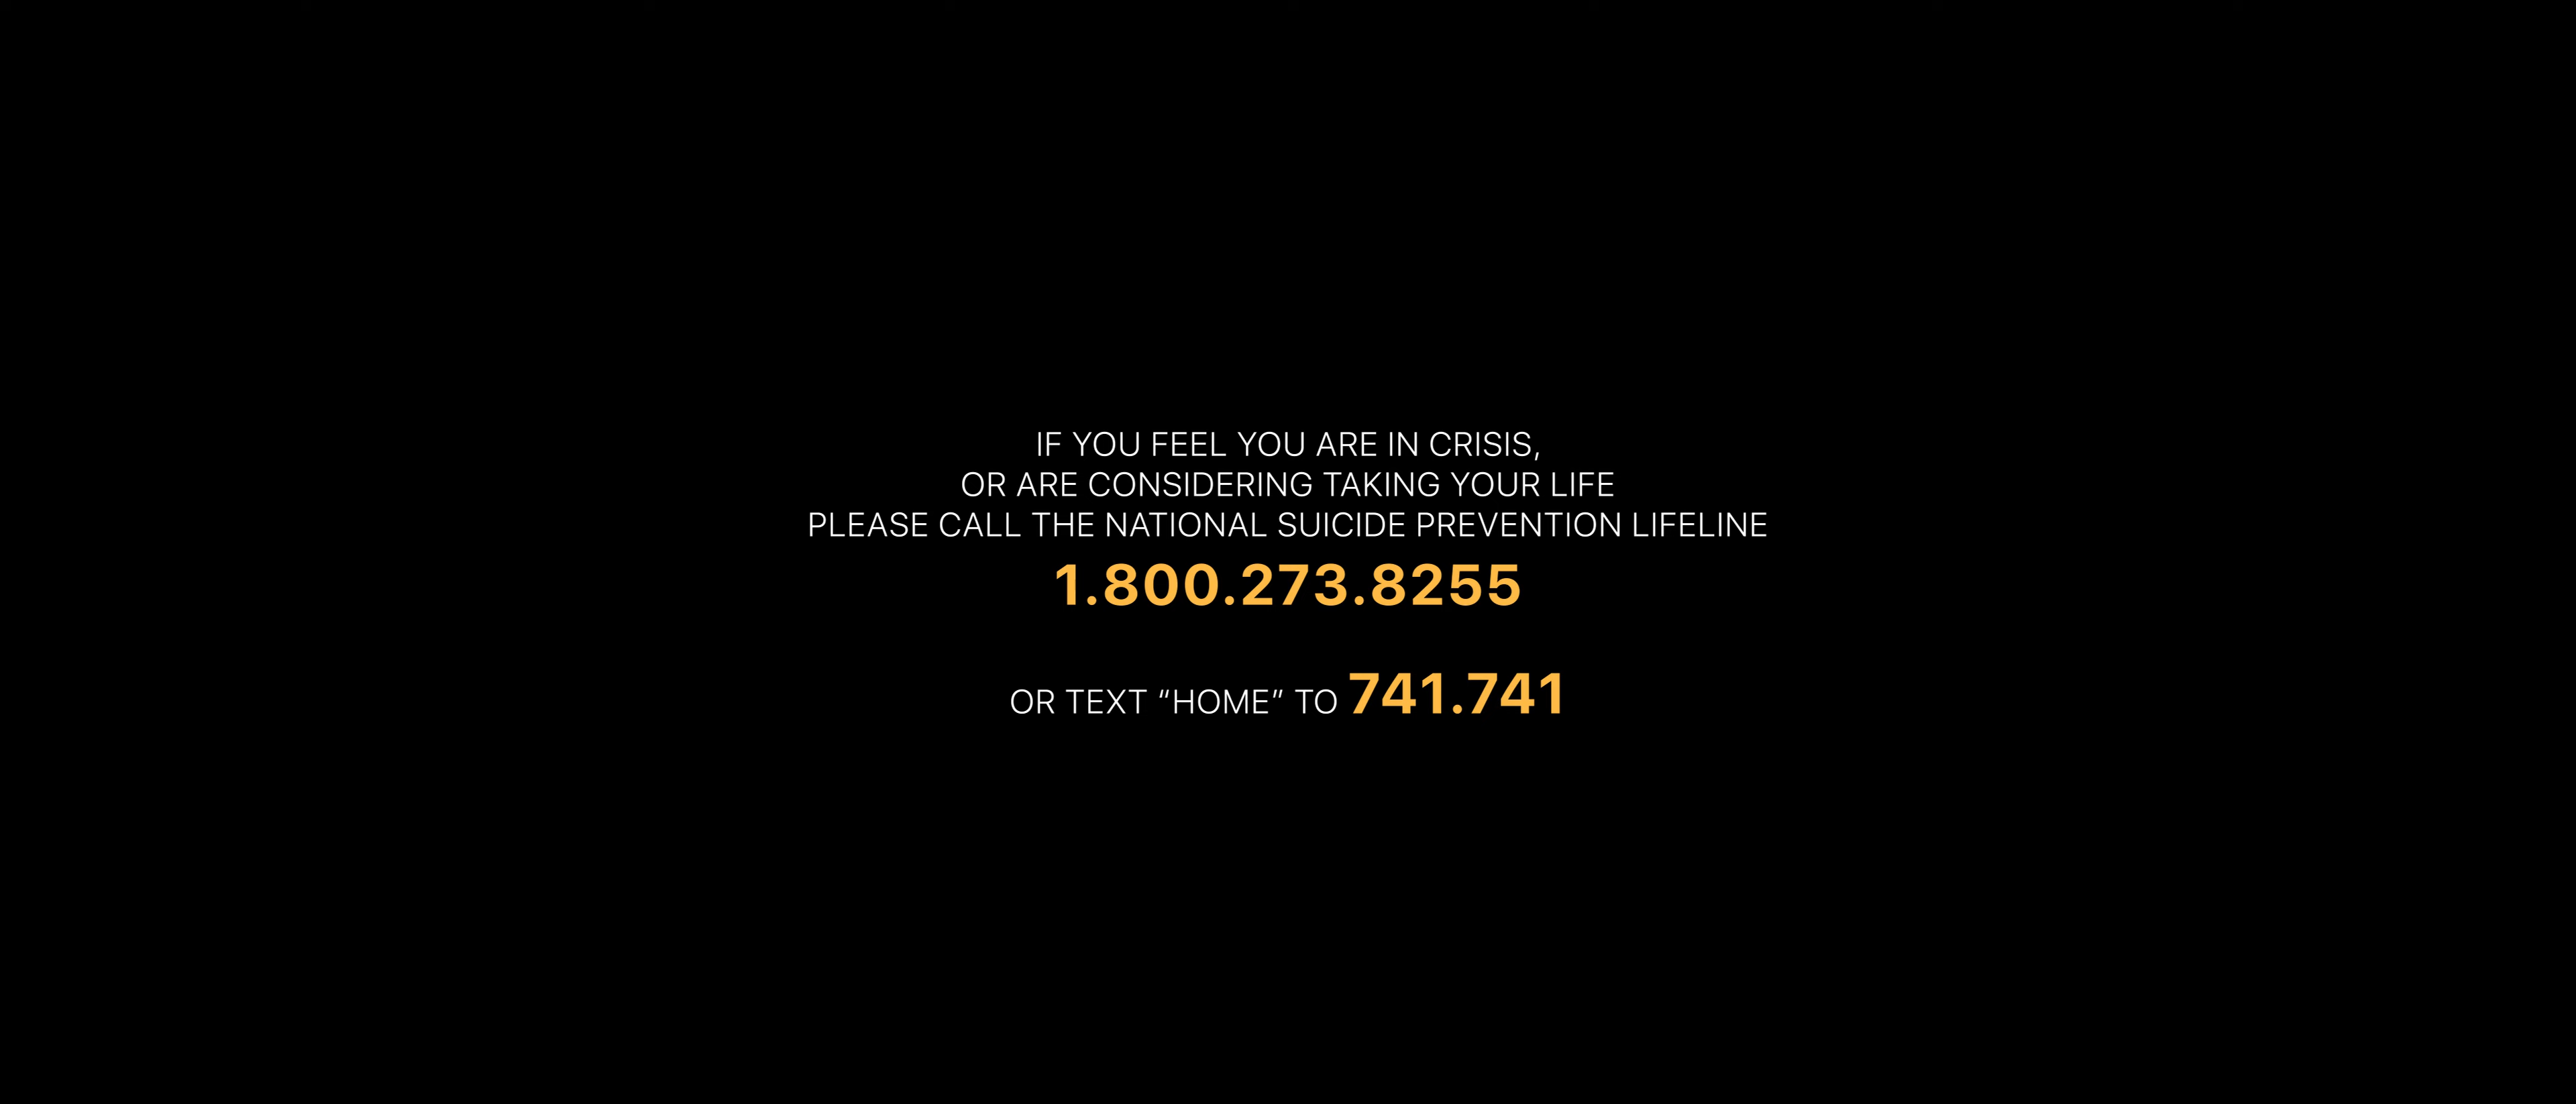 IF YOU FEEL YOU ARE IN CRISIS,
OR ARE CONSIDERING TAKING YOUR LIFE
PLEASE CALL THE NATIONAL SUICIDE PREVENTION LIFELINE
1.800.273.8255
OR TEXT “HOME” TO 741.741